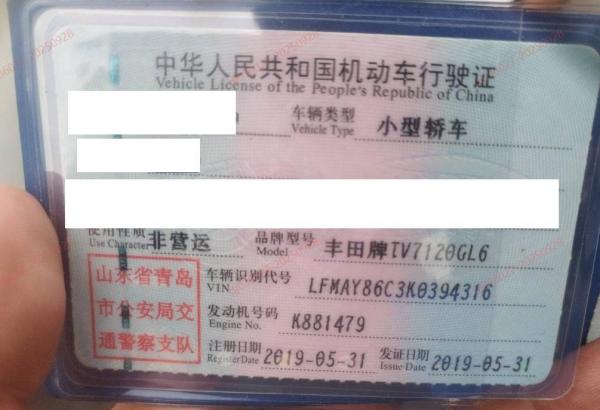 中华人民共和国机动车行驶证
Vehicle License of the People's Republic of China
车辆类型 小型轿车
Vehicle Type
使用性质 非营运
Use Character
品牌型号 丰田牌TV7120GL6
Model
山东省青岛
市公安局交
通警察支队
车辆识别代号 LFMAY86C3K0394316
VIN
发动机号码 K881479
Engine No.
注册日期 2019-05-31
Register Date
发证日期 2019-05-31
Issue Date
20250928